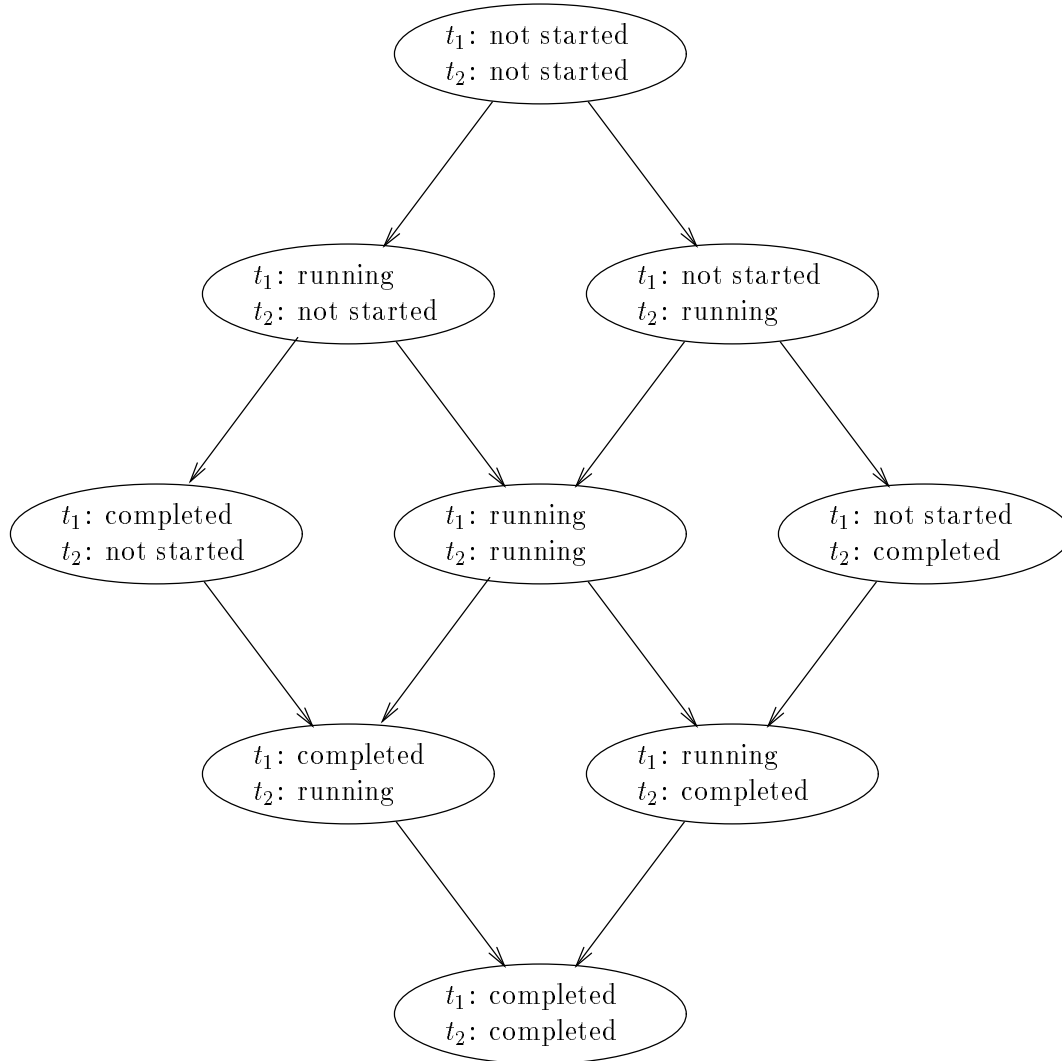 t₁: not started
t₂: not started
t₁: running
t₂: not started
t₁: not started
t₂: running
t₁: completed
t₂: not started
t₁: running
t₂: running
t₁: not started
t₂: completed
t₁: completed
t₂: running
t₁: running
t₂: completed
t₁: completed
t₂: completed